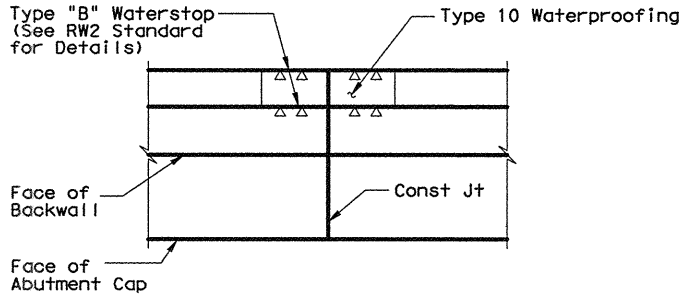 Type "B" Waterstop
(See RW2 Standard
for Details)
Type 10 Waterproofing
Face of
Backwall
Const Jt
Face of
Abutment Cap